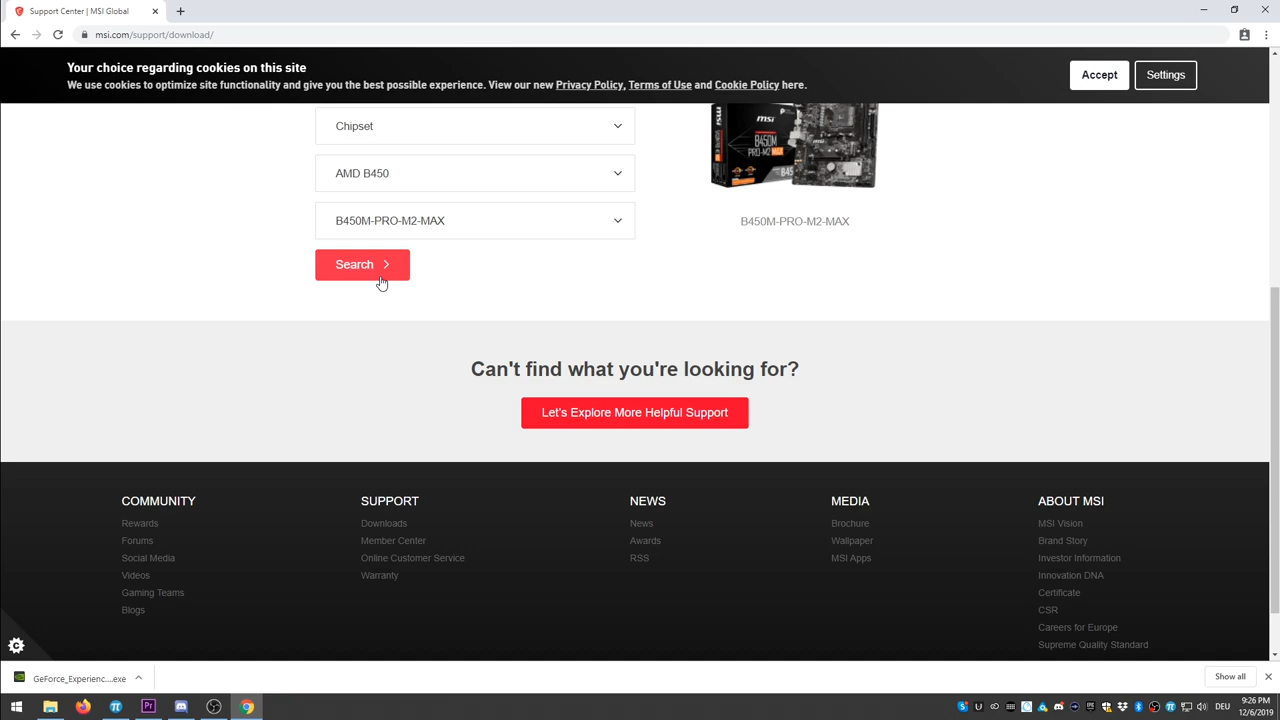 Support Center | MSI Global
msi.com/support/download/
Your choice regarding cookies on this site
We use cookies to optimize site functionality and give you the best possible experience. View our new Privacy Policy, Terms of Use and Cookie Policy here.
Accept
Settings
Chipset
AMD B450
B450M-PRO-M2-MAX
Search
msi
B450M
PRO-M2 MAX
B450M-PRO-M2-MAX
Can't find what you're looking for?
Let's Explore More Helpful Support
COMMUNITY
Rewards
Forums
Social Media
Videos
Gaming Teams
Blogs
SUPPORT
Downloads
Member Center
Online Customer Service
Warranty
NEWS
News
Awards
RSS
MEDIA
Brochure
Wallpaper
MSI Apps
ABOUT MSI
MSI Vision
Brand Story
Investor Information
Innovation DNA
Certificate
CSR
Careers for Europe
Supreme Quality Standard
GeForce_Experienc....exe
Show all
DEU
9:26 PM
12/6/2019